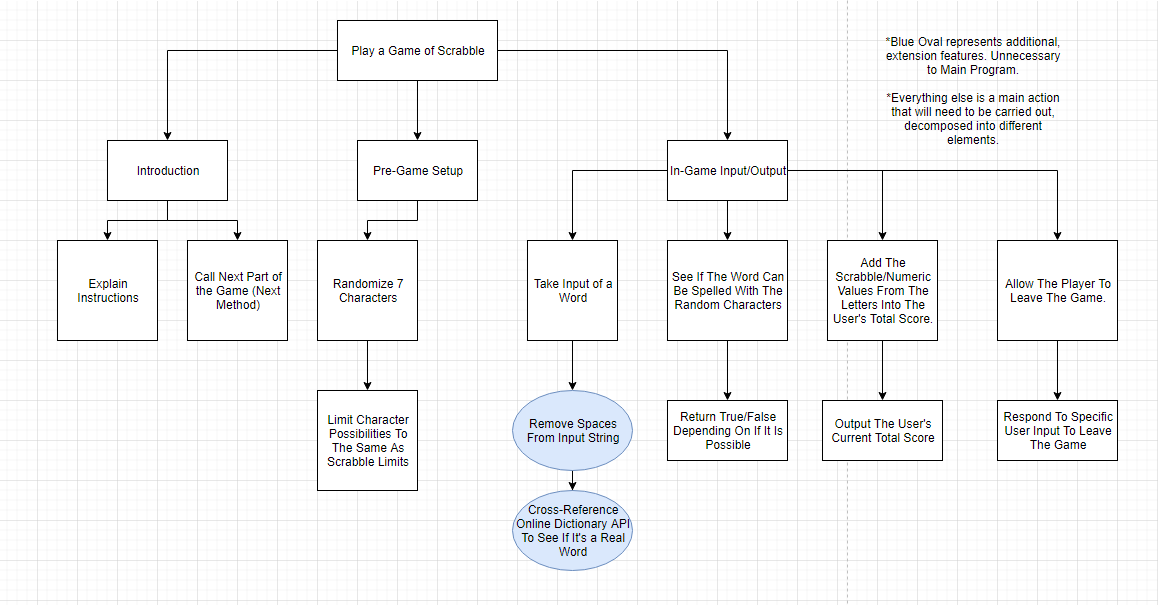 Play a Game of Scrabble
*Blue Oval represents additional,
extension features. Unnecessary
to Main Program.
*Everything else is a main action
that will need to be carried out,
decomposed into different
elements.
Introduction
Pre-Game Setup
In-Game Input/Output
Explain
Instructions
Call Next Part of
the Game (Next
Method)
Randomize 7
Characters
Take Input of a
Word
See If The Word Can
Be Spelled With The
Random Characters
Add The
Scrabble/Numeric
Values From The
Letters Into The
User's Total Score.
Allow The Player To
Leave The Game.
Limit Character
Possibilities To
The Same As
Scrabble Limits
Remove Spaces
From Input String
Return True/False
Depending On If It Is
Possible
Output The User's
Current Total Score
Respond To Specific
User Input To Leave
The Game
Cross-Reference
Online Dictionary API
To See If It's a Real
Word